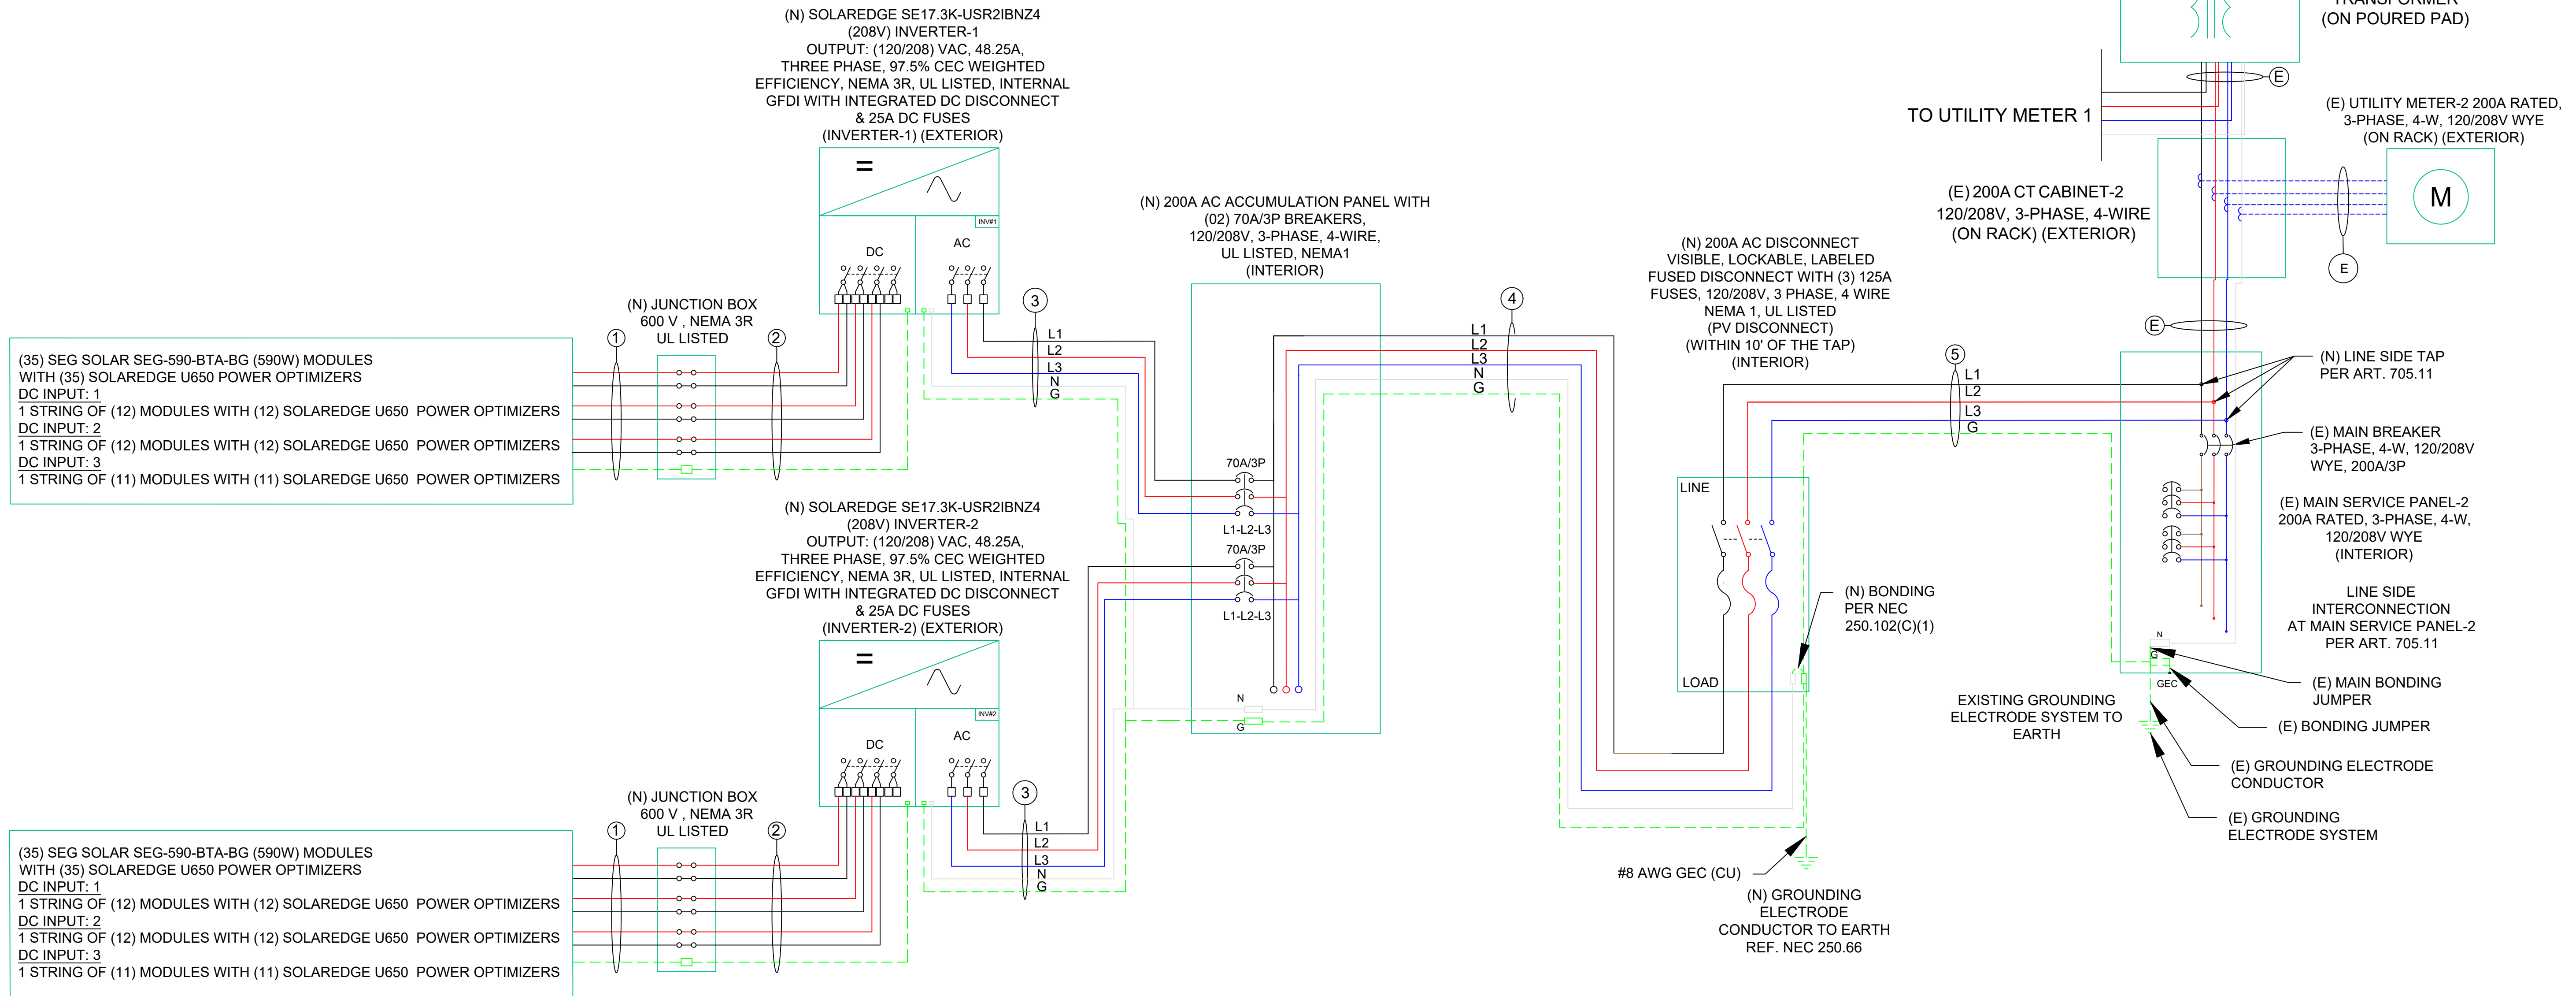 (N) SOLAREDGE SE17.3K-USR2IBNZ4
(208V) INVERTER-1
OUTPUT: (120/208) VAC, 48.25A,
THREE PHASE, 97.5% CEC WEIGHTED
EFFICIENCY, NEMA 3R, UL LISTED, INTERNAL
GFDI WITH INTEGRATED DC DISCONNECT
& 25A DC FUSES
(INVERTER-1) (EXTERIOR)
INV#1
DC
AC
(N) JUNCTION BOX
600 V , NEMA 3R
UL LISTED
1
2
(35) SEG SOLAR SEG-590-BTA-BG (590W) MODULES
WITH (35) SOLAREDGE U650 POWER OPTIMIZERS
DC INPUT: 1
1 STRING OF (12) MODULES WITH (12) SOLAREDGE U650 POWER OPTIMIZERS
DC INPUT: 2
1 STRING OF (12) MODULES WITH (12) SOLAREDGE U650 POWER OPTIMIZERS
DC INPUT: 3
1 STRING OF (11) MODULES WITH (11) SOLAREDGE U650 POWER OPTIMIZERS
3
L1
L2
L3
N
G
(N) SOLAREDGE SE17.3K-USR2IBNZ4
(208V) INVERTER-2
OUTPUT: (120/208) VAC, 48.25A,
THREE PHASE, 97.5% CEC WEIGHTED
EFFICIENCY, NEMA 3R, UL LISTED, INTERNAL
GFDI WITH INTEGRATED DC DISCONNECT
& 25A DC FUSES
(INVERTER-2) (EXTERIOR)
INV#2
DC
AC
(N) JUNCTION BOX
600 V , NEMA 3R
UL LISTED
1
2
(35) SEG SOLAR SEG-590-BTA-BG (590W) MODULES
WITH (35) SOLAREDGE U650 POWER OPTIMIZERS
DC INPUT: 1
1 STRING OF (12) MODULES WITH (12) SOLAREDGE U650 POWER OPTIMIZERS
DC INPUT: 2
1 STRING OF (12) MODULES WITH (12) SOLAREDGE U650 POWER OPTIMIZERS
DC INPUT: 3
1 STRING OF (11) MODULES WITH (11) SOLAREDGE U650 POWER OPTIMIZERS
3
L1
L2
L3
N
G
(N) 200A AC ACCUMULATION PANEL WITH
(02) 70A/3P BREAKERS,
120/208V, 3-PHASE, 4-WIRE,
UL LISTED, NEMA1
(INTERIOR)
70A/3P
L1-L2-L3
70A/3P
L1-L2-L3
N
G
4
L1
L2
L3
N
G
(N) 200A AC DISCONNECT
VISIBLE, LOCKABLE, LABELED
FUSED DISCONNECT WITH (3) 125A
FUSES, 120/208V, 3 PHASE, 4 WIRE
NEMA 1, UL LISTED
(PV DISCONNECT)
(WITHIN 10' OF THE TAP)
(INTERIOR)
LINE
LOAD
(N) BONDING
PER NEC
250.102(C)(1)
#8 AWG GEC (CU)
(N) GROUNDING
ELECTRODE
CONDUCTOR TO EARTH
REF. NEC 250.66
5
L1
L2
L3
G
TRANSFORMER
(ON POURED PAD)
E
TO UTILITY METER 1
(E) UTILITY METER-2 200A RATED,
3-PHASE, 4-W, 120/208V WYE
(ON RACK) (EXTERIOR)
M
E
(E) 200A CT CABINET-2
120/208V, 3-PHASE, 4-WIRE
(ON RACK) (EXTERIOR)
E
(N) LINE SIDE TAP
PER ART. 705.11
(E) MAIN BREAKER
3-PHASE, 4-W, 120/208V
WYE, 200A/3P
(E) MAIN SERVICE PANEL-2
200A RATED, 3-PHASE, 4-W,
120/208V WYE
(INTERIOR)
LINE SIDE
INTERCONNECTION
AT MAIN SERVICE PANEL-2
PER ART. 705.11
N
G
GEC
(E) MAIN BONDING
JUMPER
(E) BONDING JUMPER
EXISTING GROUNDING
ELECTRODE SYSTEM TO
EARTH
(E) GROUNDING ELECTRODE
CONDUCTOR
(E) GROUNDING
ELECTRODE SYSTEM